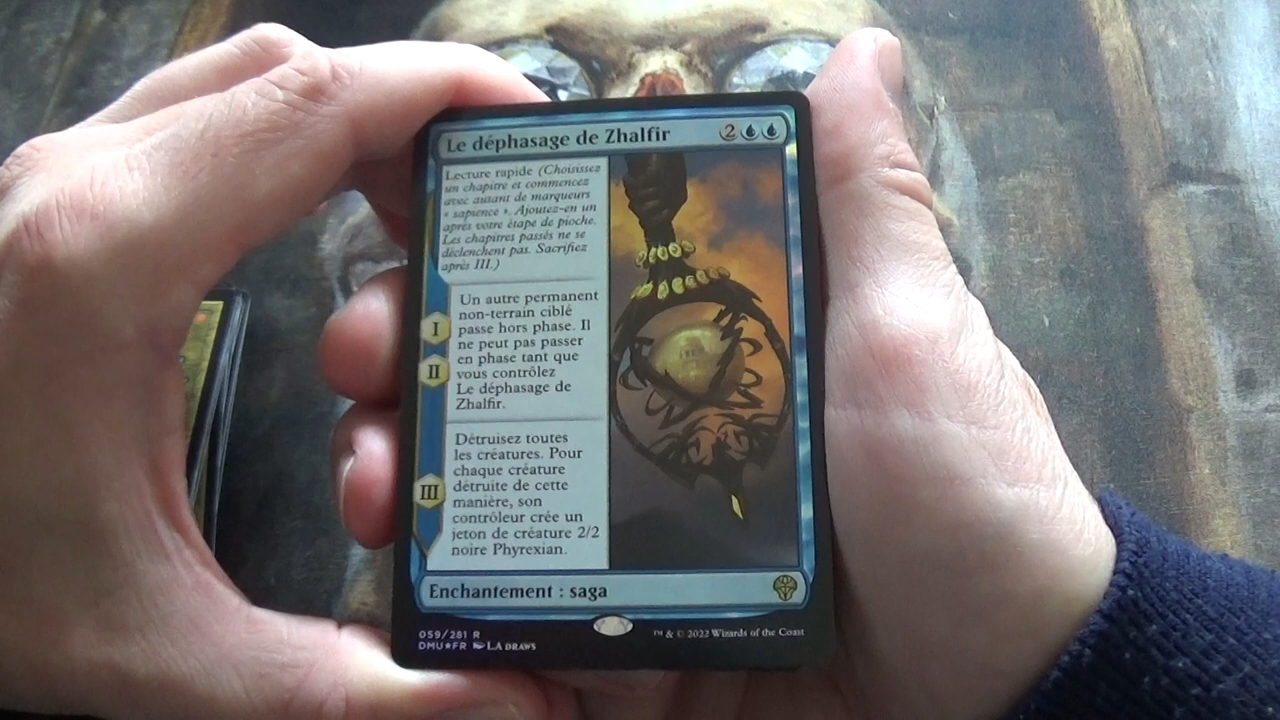 Le déphasage de Zhalfir 2
Lecture rapide (Choisissez
un chapitre et commencez
avec autant de marqueurs
« sapience ». Ajoutez-en un
après votre étape de pioche.
Les chapitres passés ne se
déclenchent pas. Sacrifiez
après III.)
I
II
Un autre permanent
non-terrain ciblé
passe hors phase. Il
ne peut pas passer
en phase tant que
vous contrôlez
Le déphasage de
Zhalfir.
III
Détruisez toutes
les créatures. Pour
chaque créature
détruite de cette
manière, son
contrôleur crée un
jeton de créature 2/2
noire Phyrexian.
Enchantement : saga
059/281 R
DMU★FR LA DRAWS
™ & © 2022 Wizards of the Coast